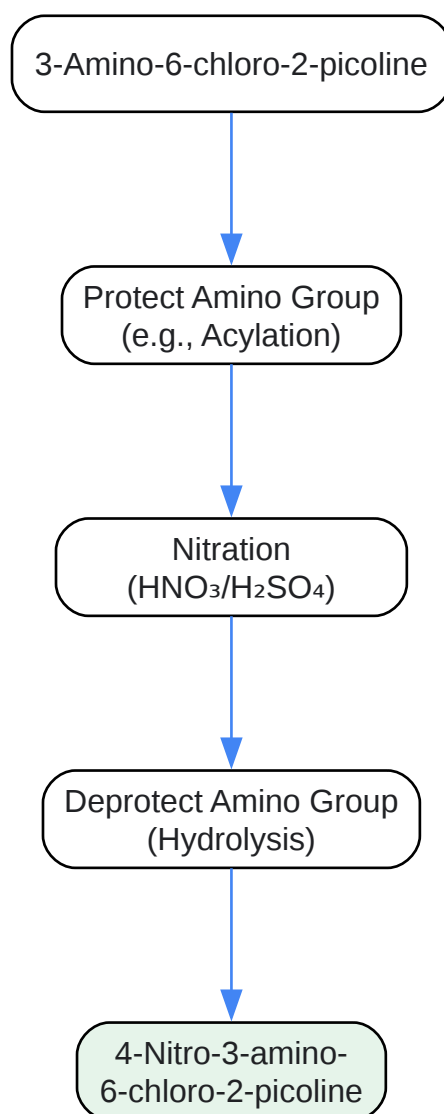 3-Amino-6-chloro-2-picoline
Protect Amino Group
(e.g., Acylation)
Nitration
(HNO₃/H₂SO₄)
Deprotect Amino Group
(Hydrolysis)
4-Nitro-3-amino-
6-chloro-2-picoline